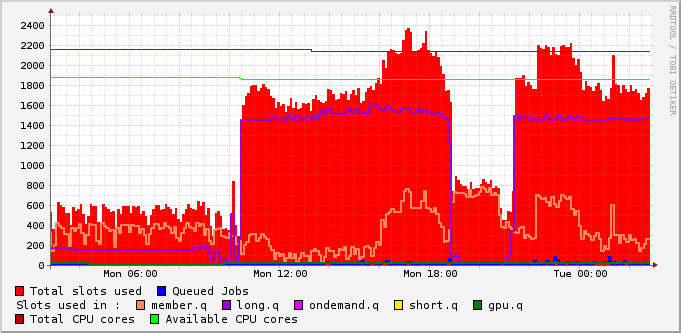 2400
2200
2000
1800
1600
1400
1200
1000
800
600
400
200
0
Mon 06:00 Mon 12:00 Mon 18:00 Tue 00:00
Total slots used Queued Jobs
Slots used in : member.q long.q ondemand.q short.q gpu.q
Total CPU cores Available CPU cores
RRDTOOL / TOBI OETIKER